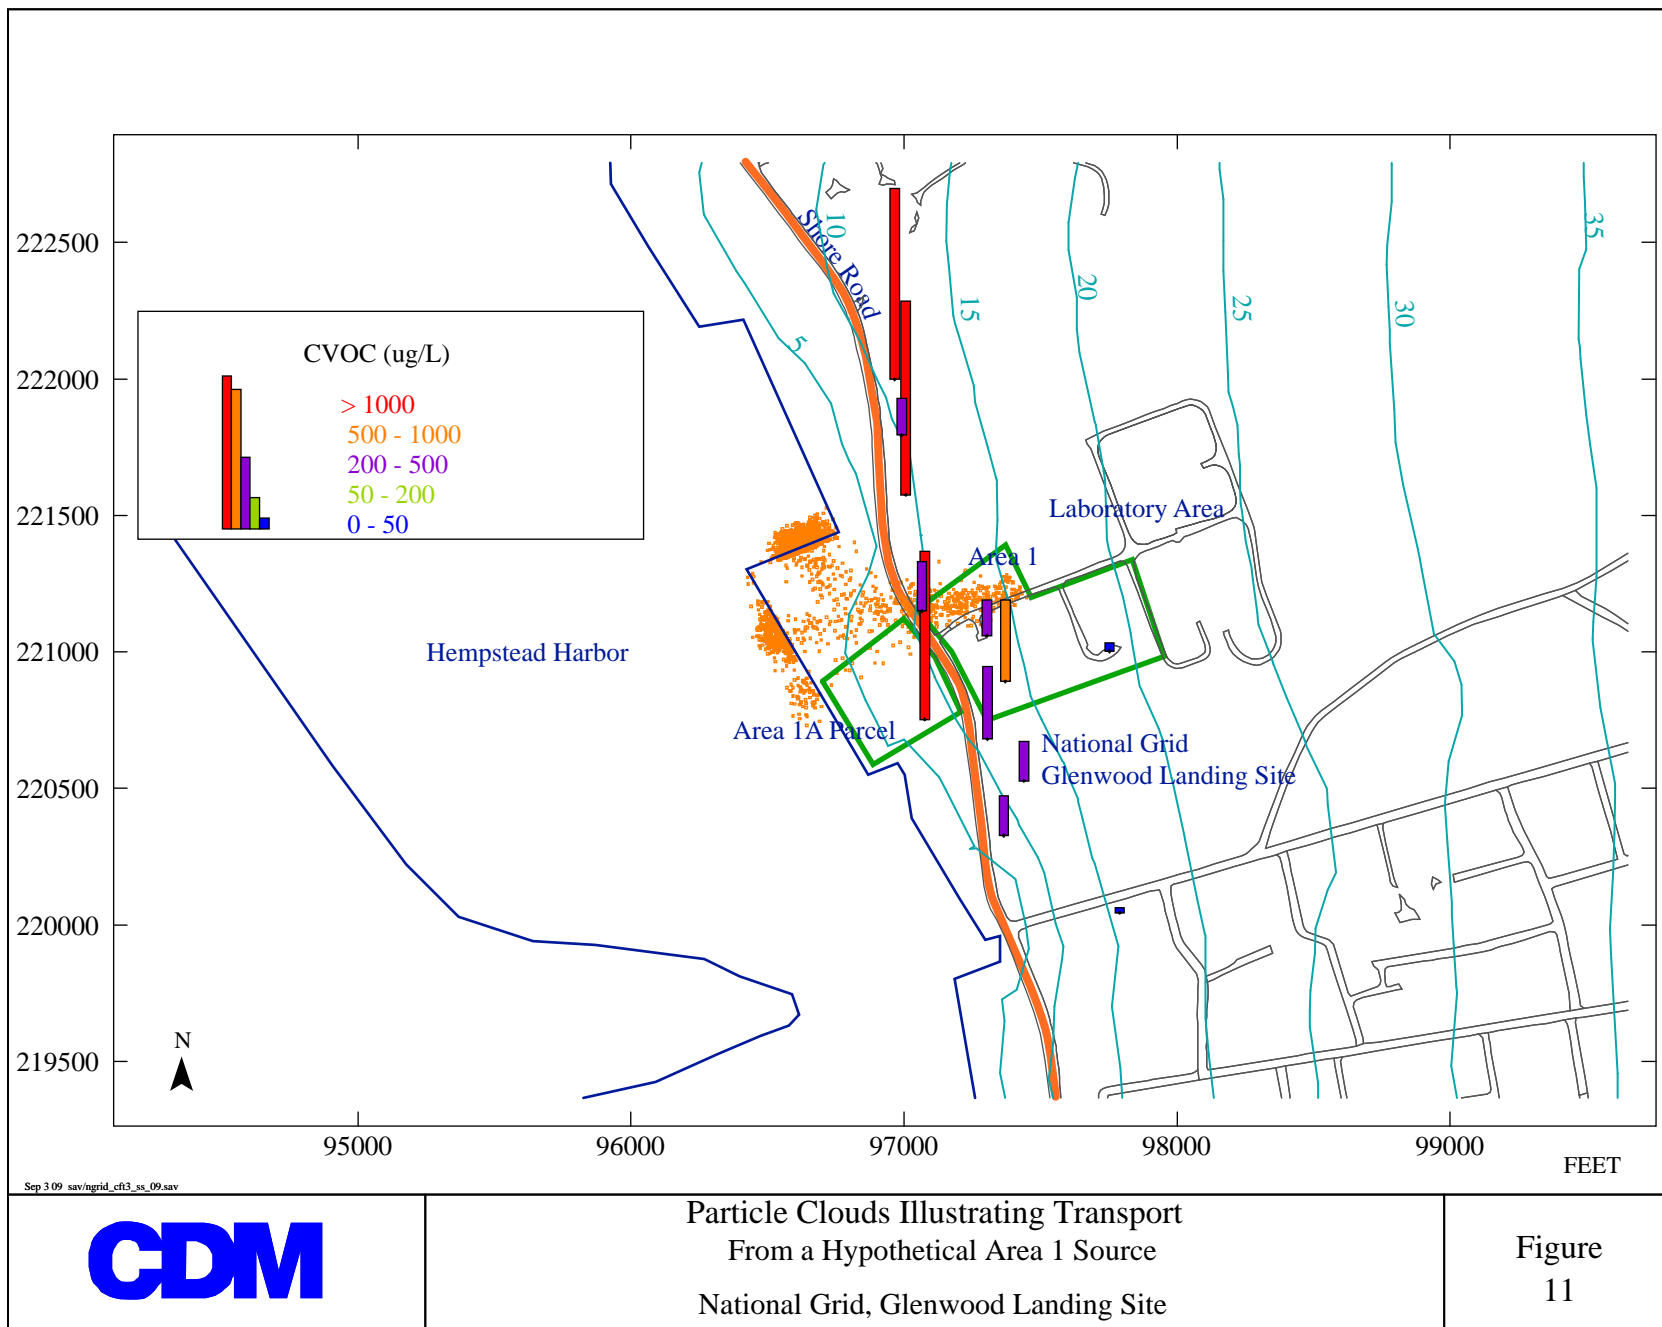 222500
222000
221500
221000
220500
220000
219500
95000
96000
97000
98000
99000
FEET
CVOC (ug/L)
> 1000
500 - 1000
200 - 500
50 - 200
0 - 50
Shore Road
5
10
15
20
25
30
35
Laboratory Area
Area 1
Hempstead Harbor
Area 1A Parcel
National Grid
Glenwood Landing Site
N
Sep 3 09 sav/ngrid_cft3_ss_09.sav
CDM
Particle Clouds Illustrating Transport
From a Hypothetical Area 1 Source
National Grid, Glenwood Landing Site
Figure
11